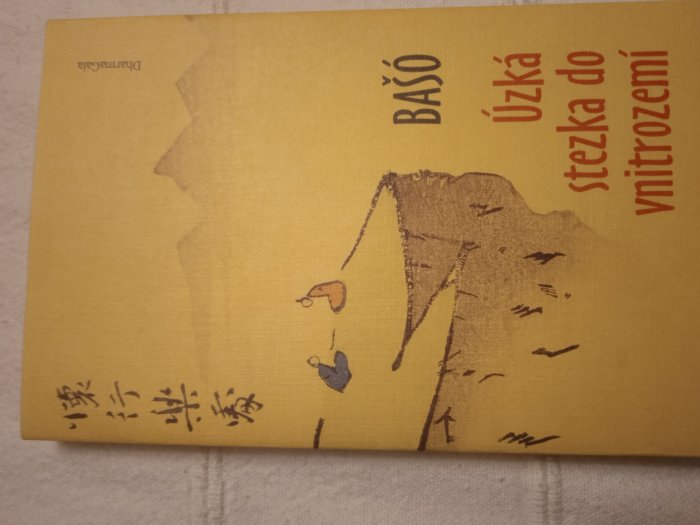 BAŠÓ
Úzká
stezka do
vnitrozemí
DharmaGaia